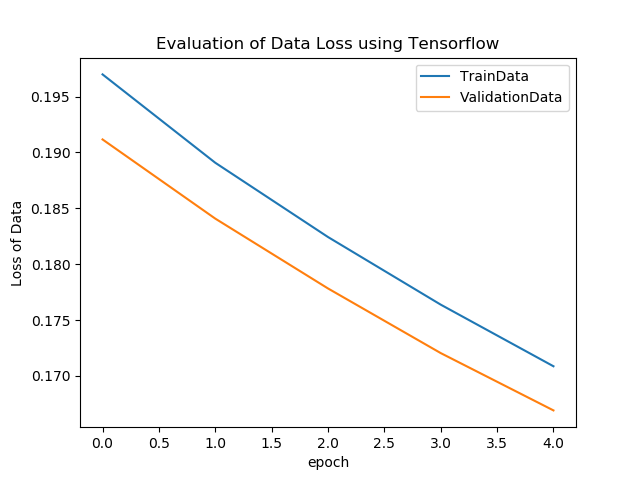 Evaluation of Data Loss using Tensorflow
TrainData
ValidationData
Loss of Data
0.195
0.190
0.185
0.180
0.175
0.170
0.0 0.5 1.0 1.5 2.0 2.5 3.0 3.5 4.0
epoch